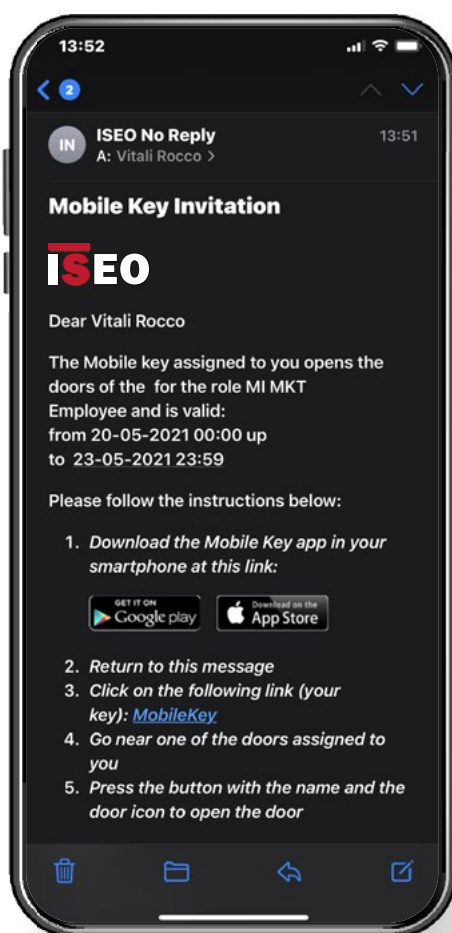 13:52
2
IN
ISEO No Reply
13:51
A: Vitali Rocco >
Mobile Key Invitation
ISEO
Dear Vitali Rocco
The Mobile key assigned to you opens the
doors of the  for the role MI MKT
Employee and is valid:
from 20-05-2021 00:00 up
to 23-05-2021 23:59
Please follow the instructions below:
1. Download the Mobile Key app in your
smartphone at this link:
GET IT ON
Google play
Download on the
App Store
2. Return to this message
3. Click on the following link (your
key): MobileKey
4. Go near one of the doors assigned to
you
5. Press the button with the name and the
door icon to open the door